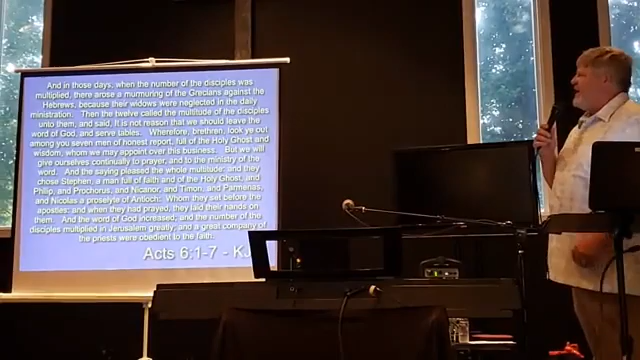 And in those days, when the number of the disciples was
multiplied, there arose a murmuring of the Grecians against the
Hebrews, because their widows were neglected in the daily
ministration. Then the twelve called the multitude of the disciples
unto them, and said, It is not reason that we should leave the
word of God, and serve tables. Wherefore, brethren, look ye out
among you seven men of honest report, full of the Holy Ghost and
wisdom, whom we may appoint over this business. But we will
give ourselves continually to prayer, and to the ministry of the
word. And the saying pleased the whole multitude: and they
chose Stephen, a man full of faith and of the Holy Ghost, and
Philip, and Prochorus, and Nicanor, and Timon, and Parmenas,
and Nicolas a proselyte of Antioch: Whom they set before the
apostles: and when they had prayed, they laid their hands on
them. And the word of God increased; and the number of the
disciples multiplied in Jerusalem greatly; and a great company of
the priests were obedient to the faith.
Acts 6:1-7 - KJ